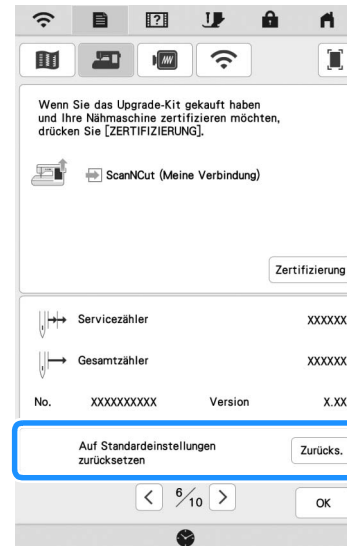 Wenn Sie das Upgrade-Kit gekauft haben
und Ihre Nähmaschine zertifizieren möchten,
drücken Sie [ZERTIFIZIERUNG].
ScanNCut (Meine Verbindung)
Zertifizierung
Servicezähler XXXXXX
Gesamtzähler XXXXXX
No. XXXXXXXXXX Version X.XX
Auf Standardeinstellungen
zurücksetzen
Zurücks.
< 6/10 >
OK